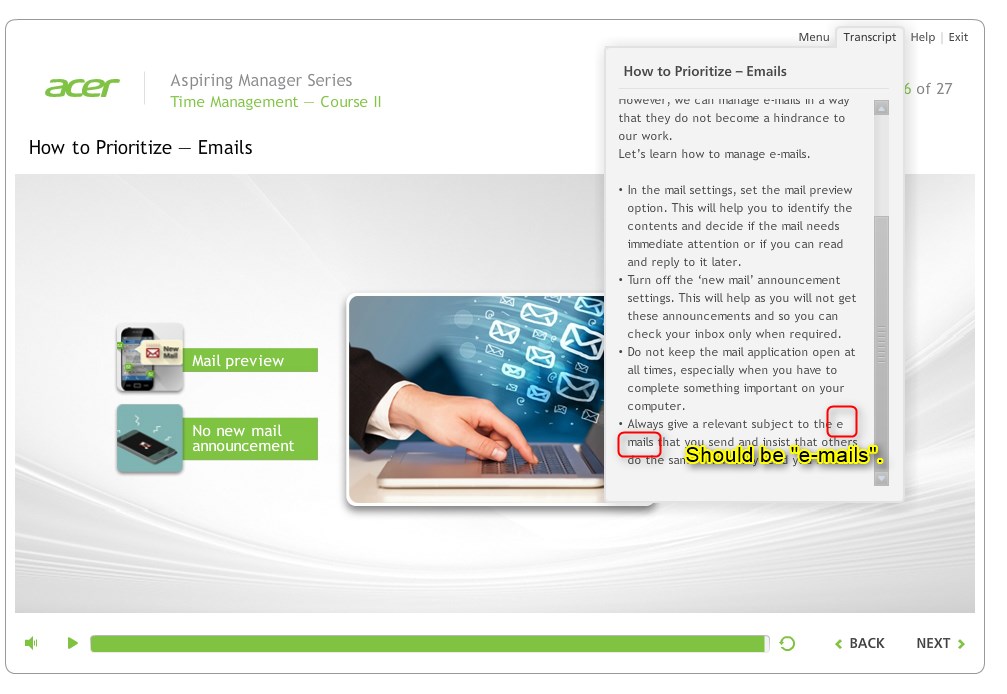 Menu Transcript Help | Exit
acer
Aspiring Manager Series
Time Management — Course II
6 of 27
How to Prioritize — Emails
How to Prioritize – Emails
However, we can manage e-mails in a way
that they do not become a hindrance to
our work.
Let's learn how to manage e-mails.
• In the mail settings, set the mail preview
option. This will help you to identify the
contents and decide if the mail needs
immediate attention or if you can read
and reply to it later.
• Turn off the ‘new mail’ announcement
settings. This will help as you will not get
these announcements and so you can
check your inbox only when required.
• Do not keep the mail application open at
all times, especially when you have to
complete something important on your
computer.
• Always give a relevant subject to the e
mails that you send and insist that others
do the
Should be "e-mails".
New
Mail
Mail preview
No new mail
announcement
BACK NEXT